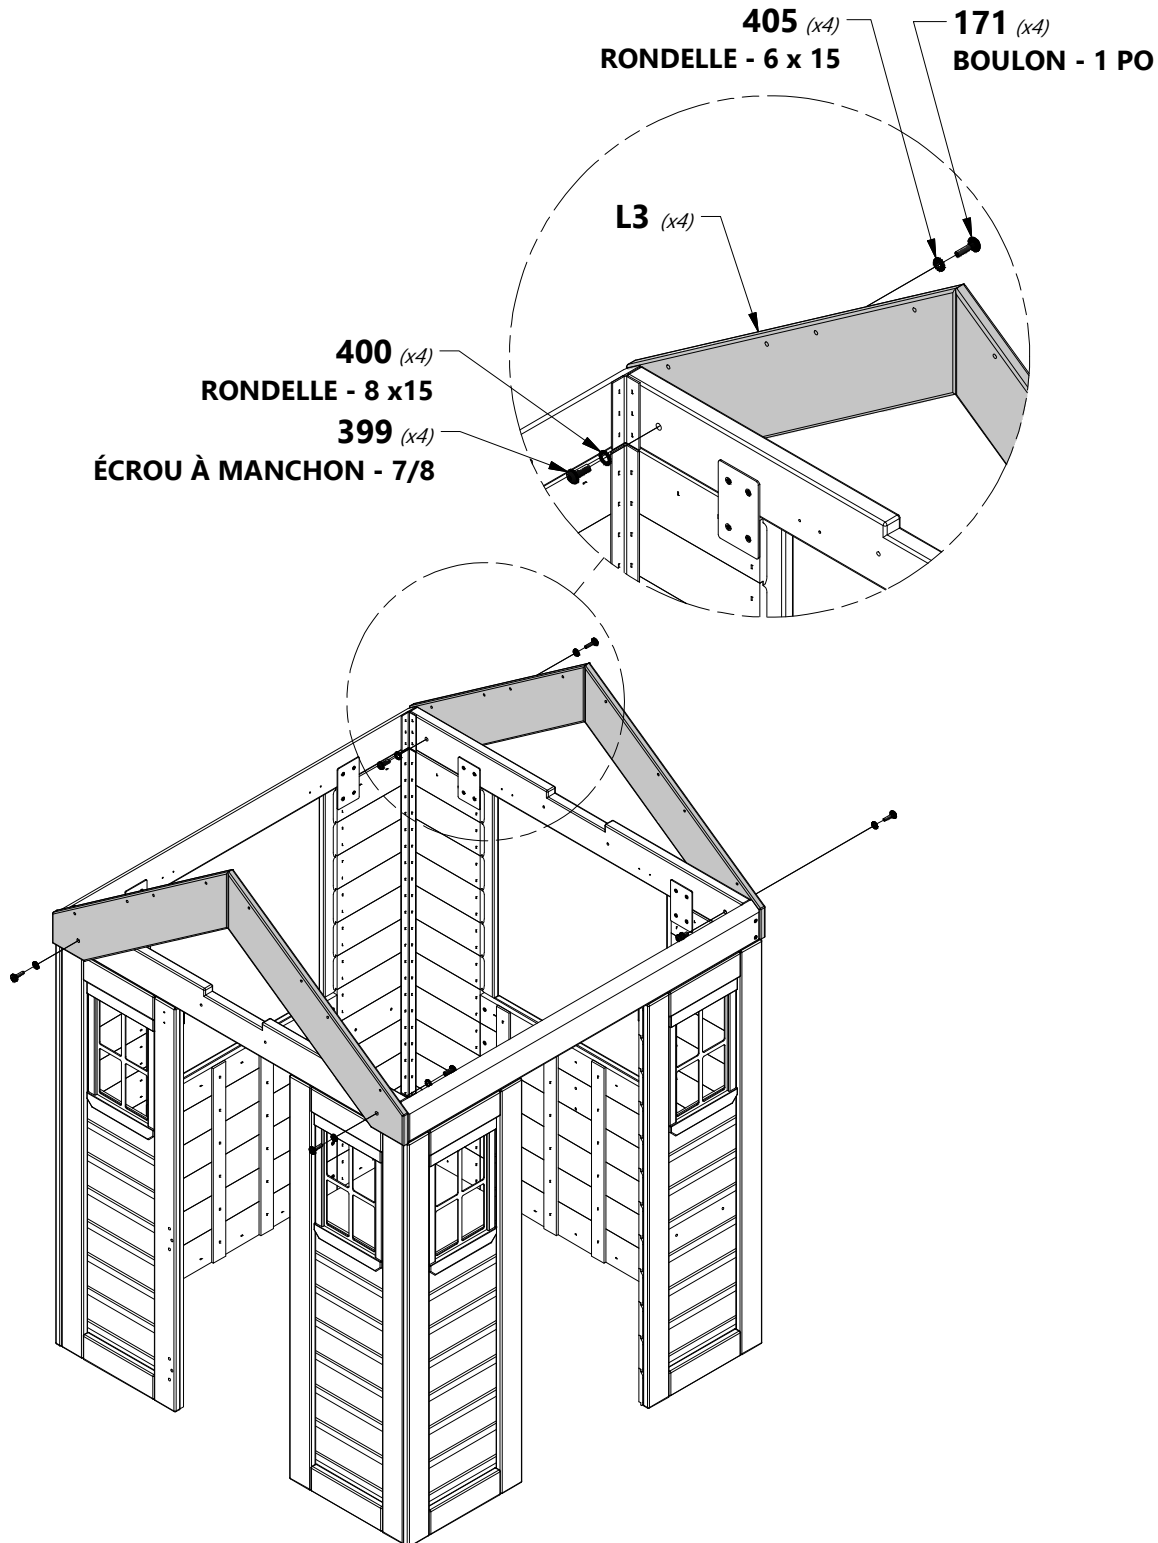 405 (x4)
RONDELLE - 6 x 15
171 (x4)
BOULON - 1 PO
L3 (x4)
400 (x4)
RONDELLE - 8 x15
399 (x4)
ÉCROU À MANCHON - 7/8